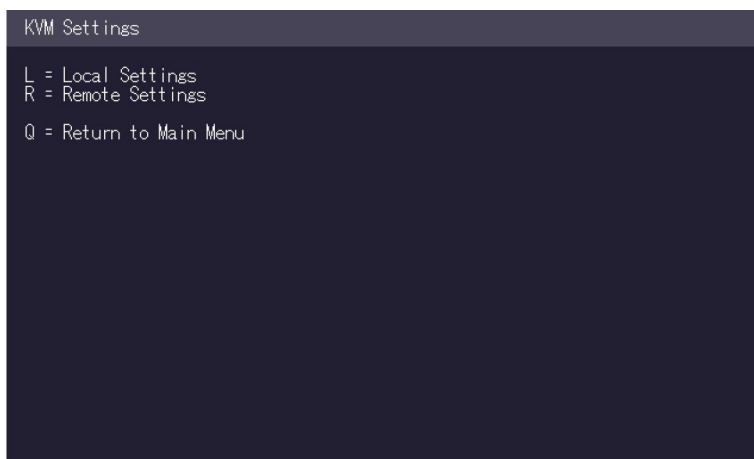 KVM Settings
L = Local Settings
R = Remote Settings
Q = Return to Main Menu